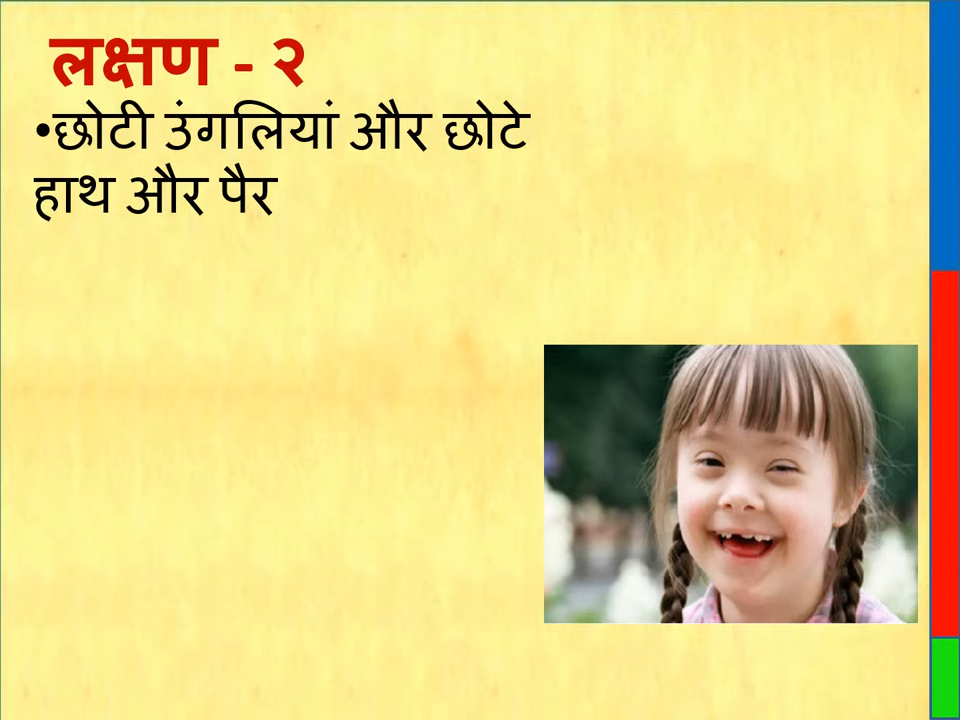 लक्षण - २
•छोटी उंगलियां और छोटे
हाथ और पैर